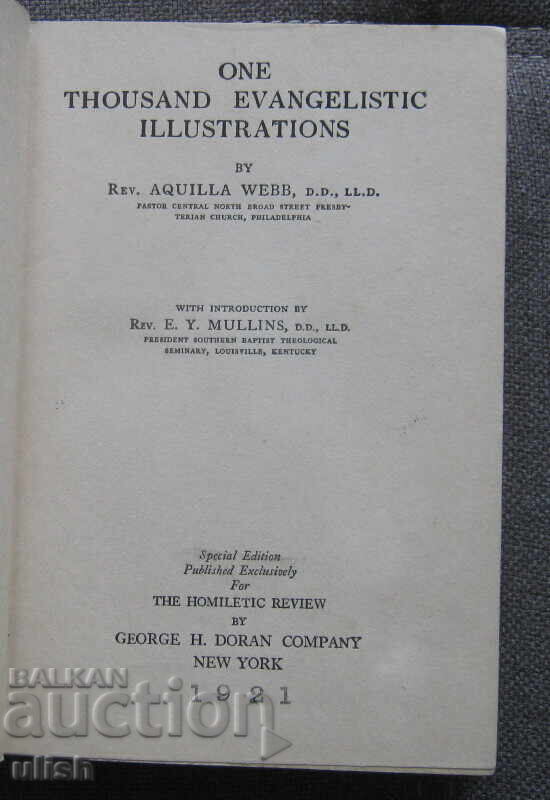 ONE
THOUSAND EVANGELISTIC
ILLUSTRATIONS
BY
REV. AQUILLA WEBB, D.D., LL.D.
PASTOR CENTRAL NORTH BROAD STREET PRESBY-
TERIAN CHURCH, PHILADELPHIA
WITH INTRODUCTION BY
REV. E. Y. MULLINS, D.D., LL.D.
PRESIDENT SOUTHERN BAPTIST THEOLOGICAL
SEMINARY, LOUISVILLE, KENTUCKY
Special Edition
Published Exclusively
For
THE HOMILETIC REVIEW
BY
GEORGE H. DORAN COMPANY
NEW YORK
1921
BALKAN
auction
ulish